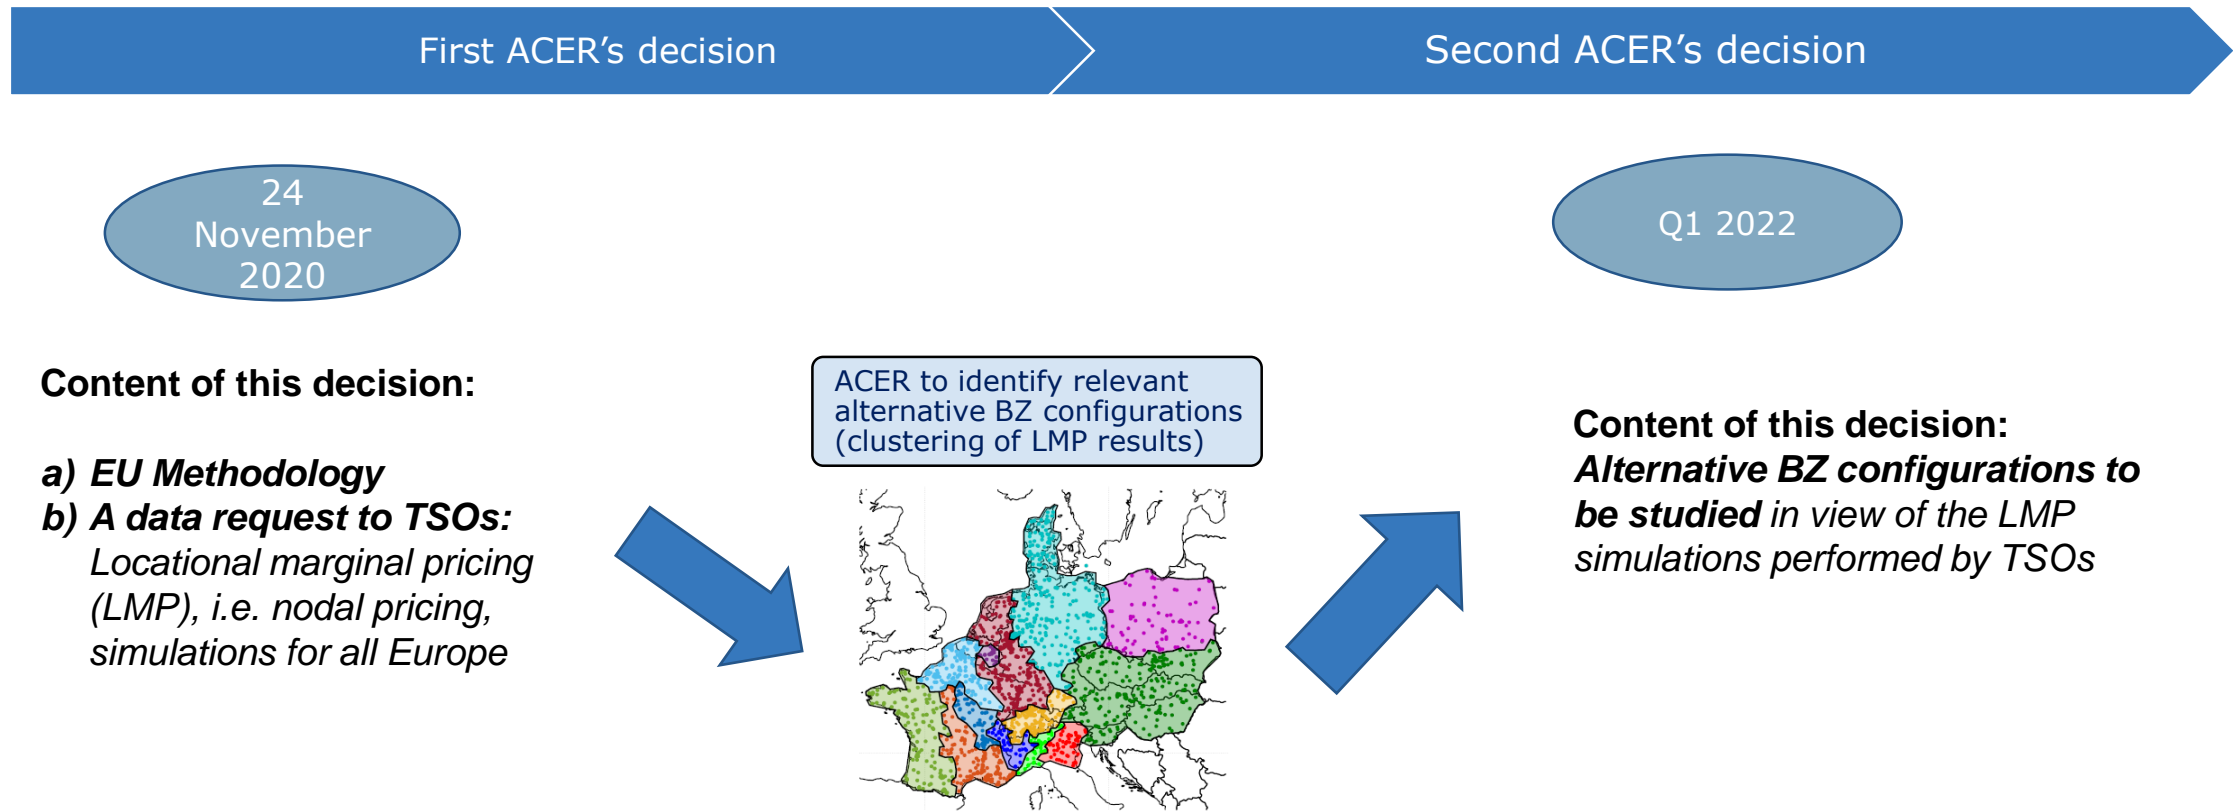 First ACER’s decision
Second ACER’s decision
24
November
2020
Q1 2022
Content of this decision:
a) EU Methodology
b) A data request to TSOs:
Locational marginal pricing
(LMP), i.e. nodal pricing,
simulations for all Europe
ACER to identify relevant
alternative BZ configurations
(clustering of LMP results)
Content of this decision:
Alternative BZ configurations to
be studied in view of the LMP
simulations performed by TSOs